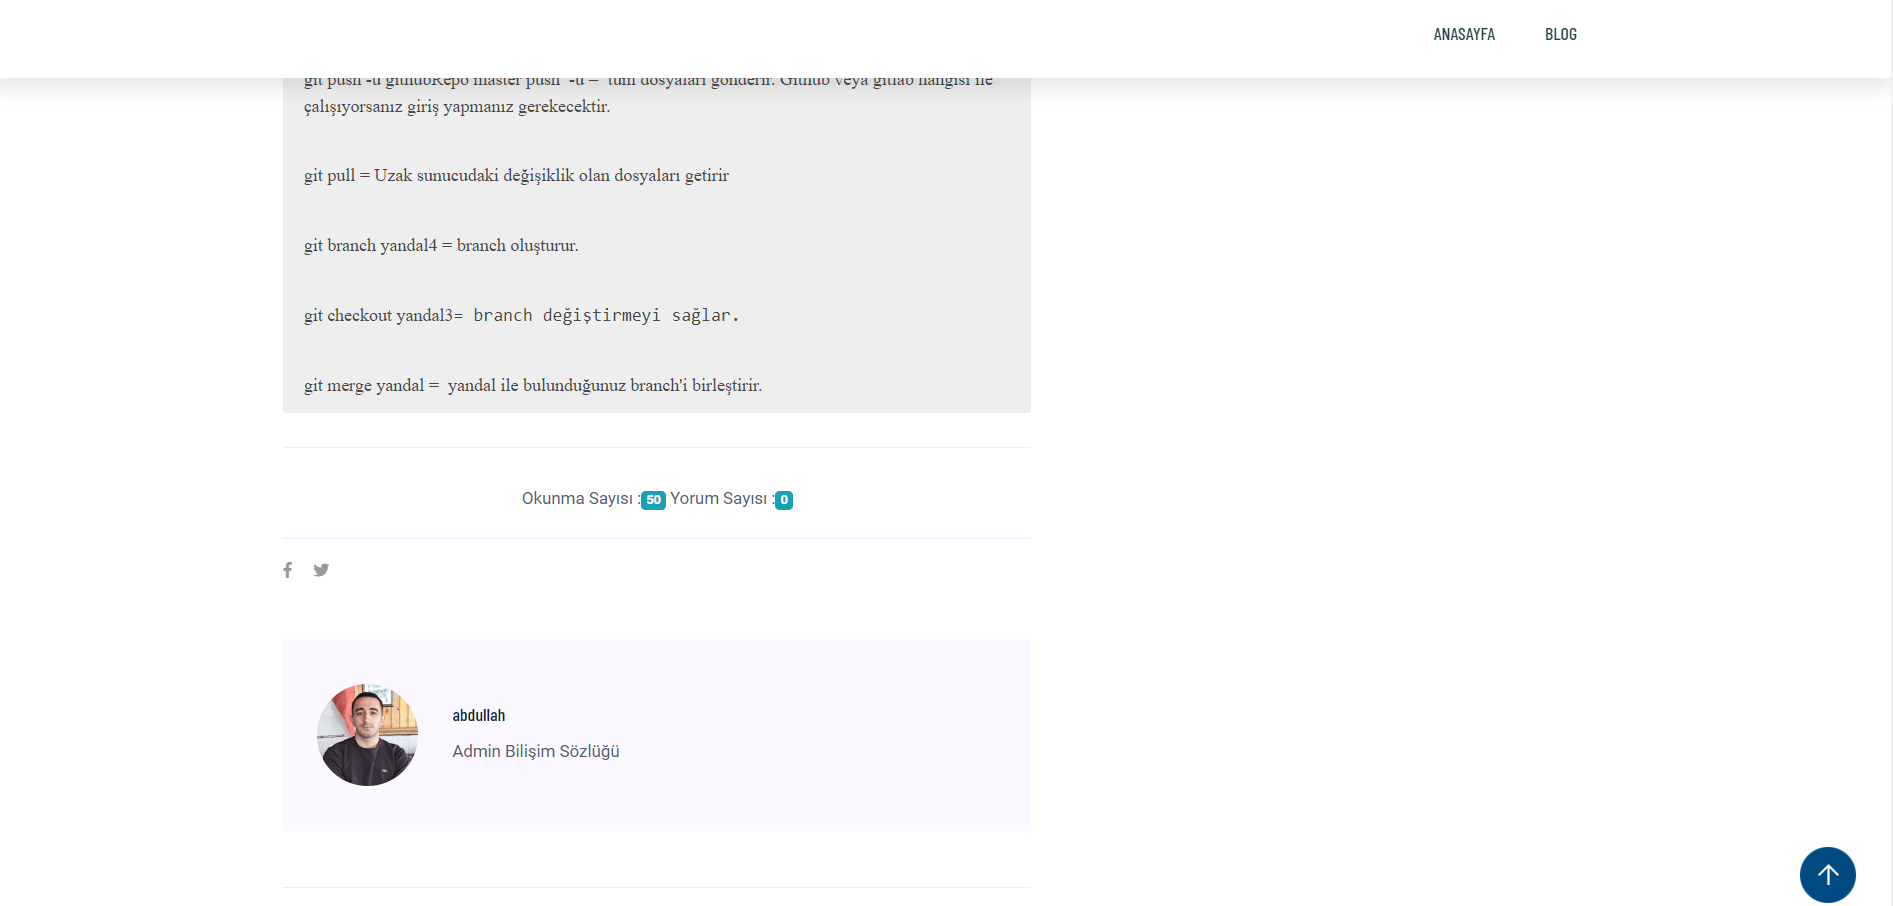 ANASAYFA BLOG
git push -u githubRepo master push -u = tüm dosyaları gönderir. Github veya gitlab hangisi ile
çalışıyorsanız giriş yapmanız gerekecektir.
git pull = Uzak sunucudaki değişiklik olan dosyaları getirir
git branch yandal4 = branch oluşturur.
git checkout yandal3= branch değiştirmeyi sağlar.
git merge yandal = yandal ile bulunduğunuz branch'i birleştirir.
Okunma Sayısı :50 Yorum Sayısı :0
abdullah
Admin Bilişim Sözlüğü